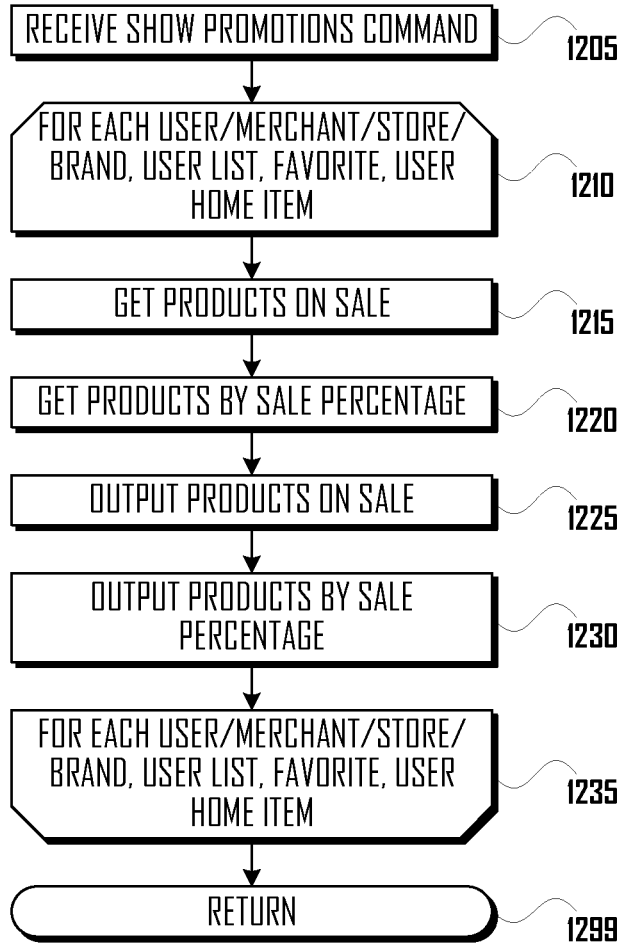 RECEIVE SHOW PROMOTIONS COMMAND
1205
FOR EACH USER/MERCHANT/STORE/
BRAND, USER LIST, FAVORITE, USER
HOME ITEM
1210
GET PRODUCTS ON SALE
1215
GET PRODUCTS BY SALE PERCENTAGE
1220
OUTPUT PRODUCTS ON SALE
1225
OUTPUT PRODUCTS BY SALE
PERCENTAGE
1230
FOR EACH USER/MERCHANT/STORE/
BRAND, USER LIST, FAVORITE, USER
HOME ITEM
1235
RETURN
1299